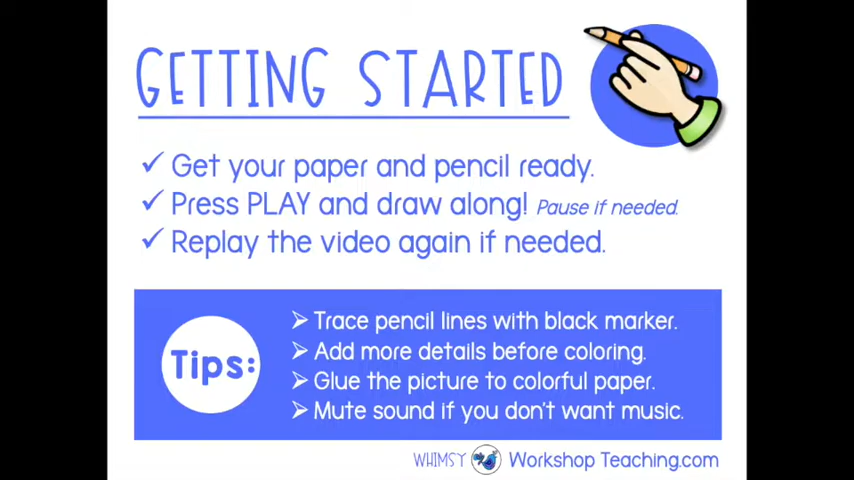 GETTING STARTED
✓ Get your paper and pencil ready.
✓ Press PLAY and draw along! Pause if needed.
✓ Replay the video again if needed.
Tips:
➢ Trace pencil lines with black marker.
➢ Add more details before coloring.
➢ Glue the picture to colorful paper.
➢ Mute sound if you don't want music.
WHIMSY Workshop Teaching.com